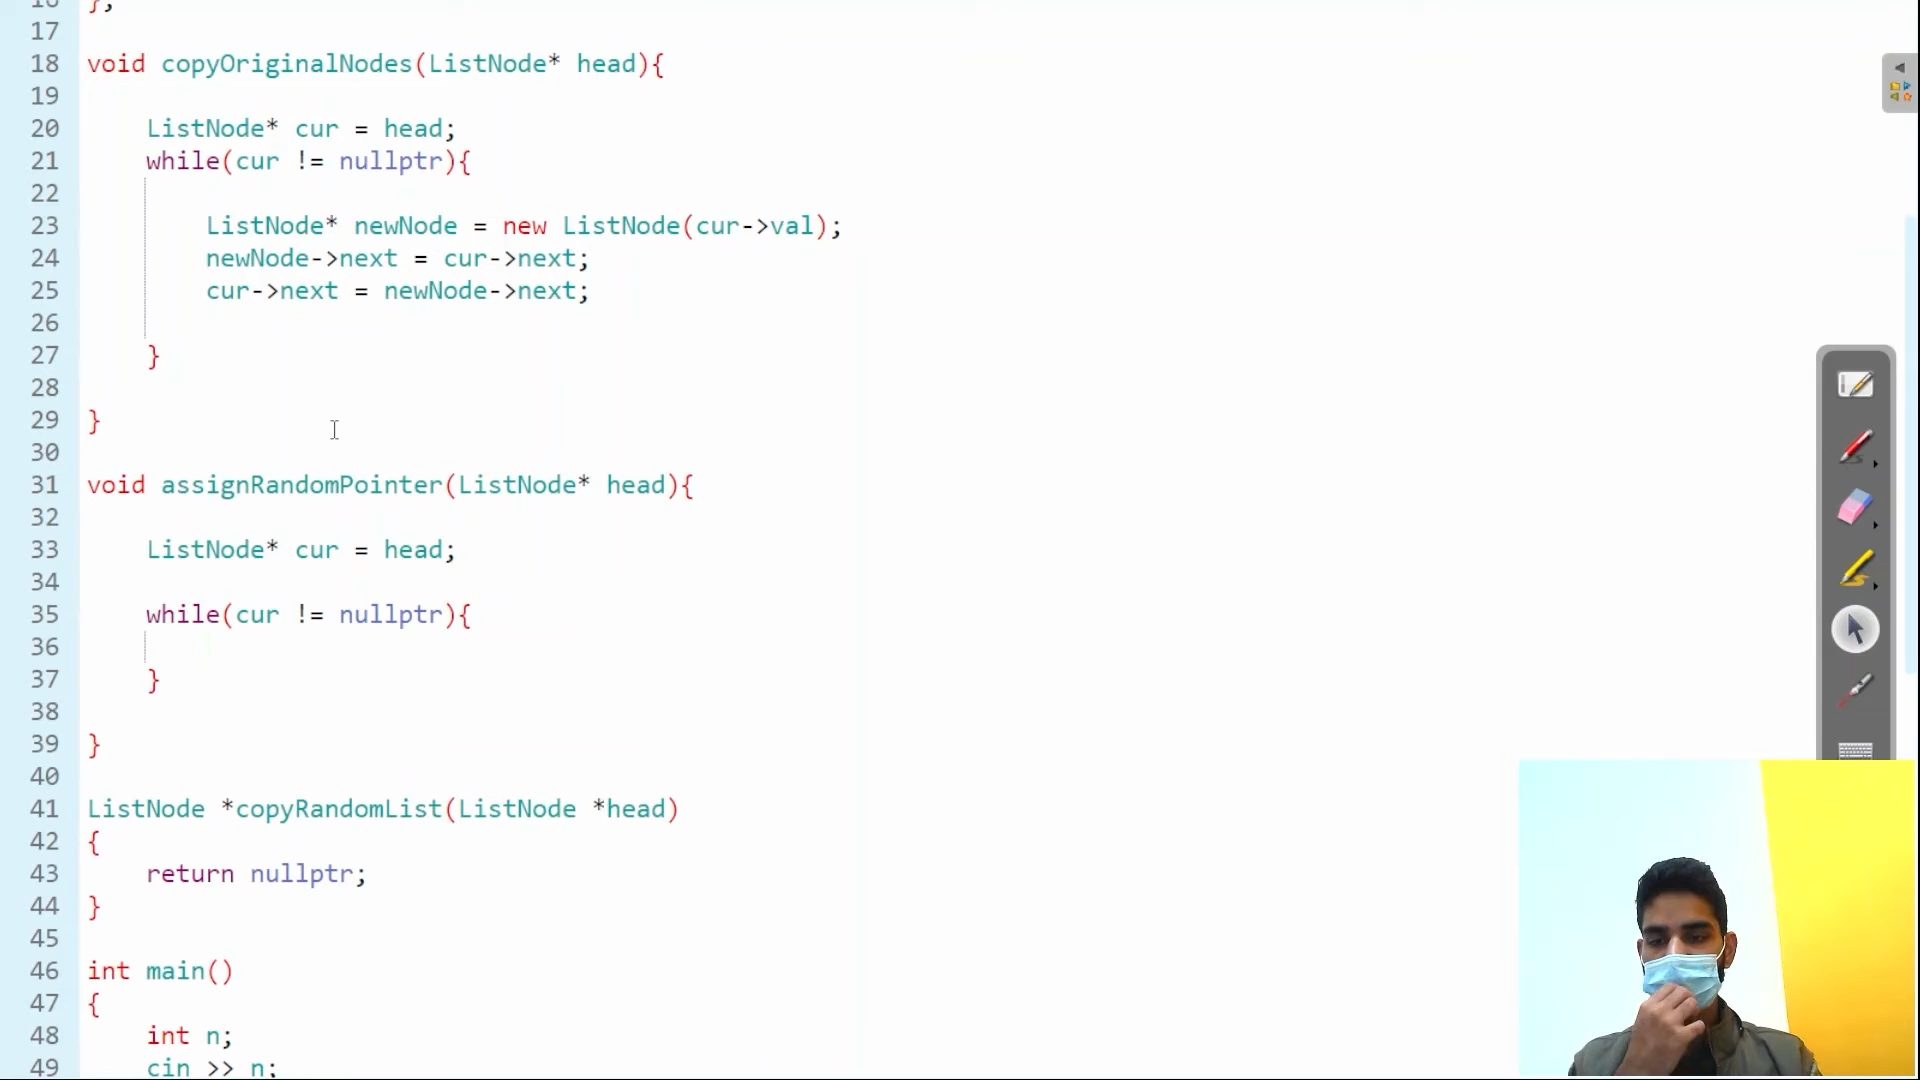 16 };
17
18 void copyOriginalNodes(ListNode* head){
19
20 ListNode* cur = head;
21 while(cur != nullptr){
22
23 ListNode* newNode = new ListNode(cur->val);
24 newNode->next = cur->next;
25 cur->next = newNode->next;
26
27 }
28
29 }
30
31 void assignRandomPointer(ListNode* head){
32
33 ListNode* cur = head;
34
35 while(cur != nullptr){
36
37 }
38
39 }
40
41 ListNode *copyRandomList(ListNode *head)
42 {
43 return nullptr;
44 }
45
46 int main()
47 {
48 int n;
49 cin >> n;